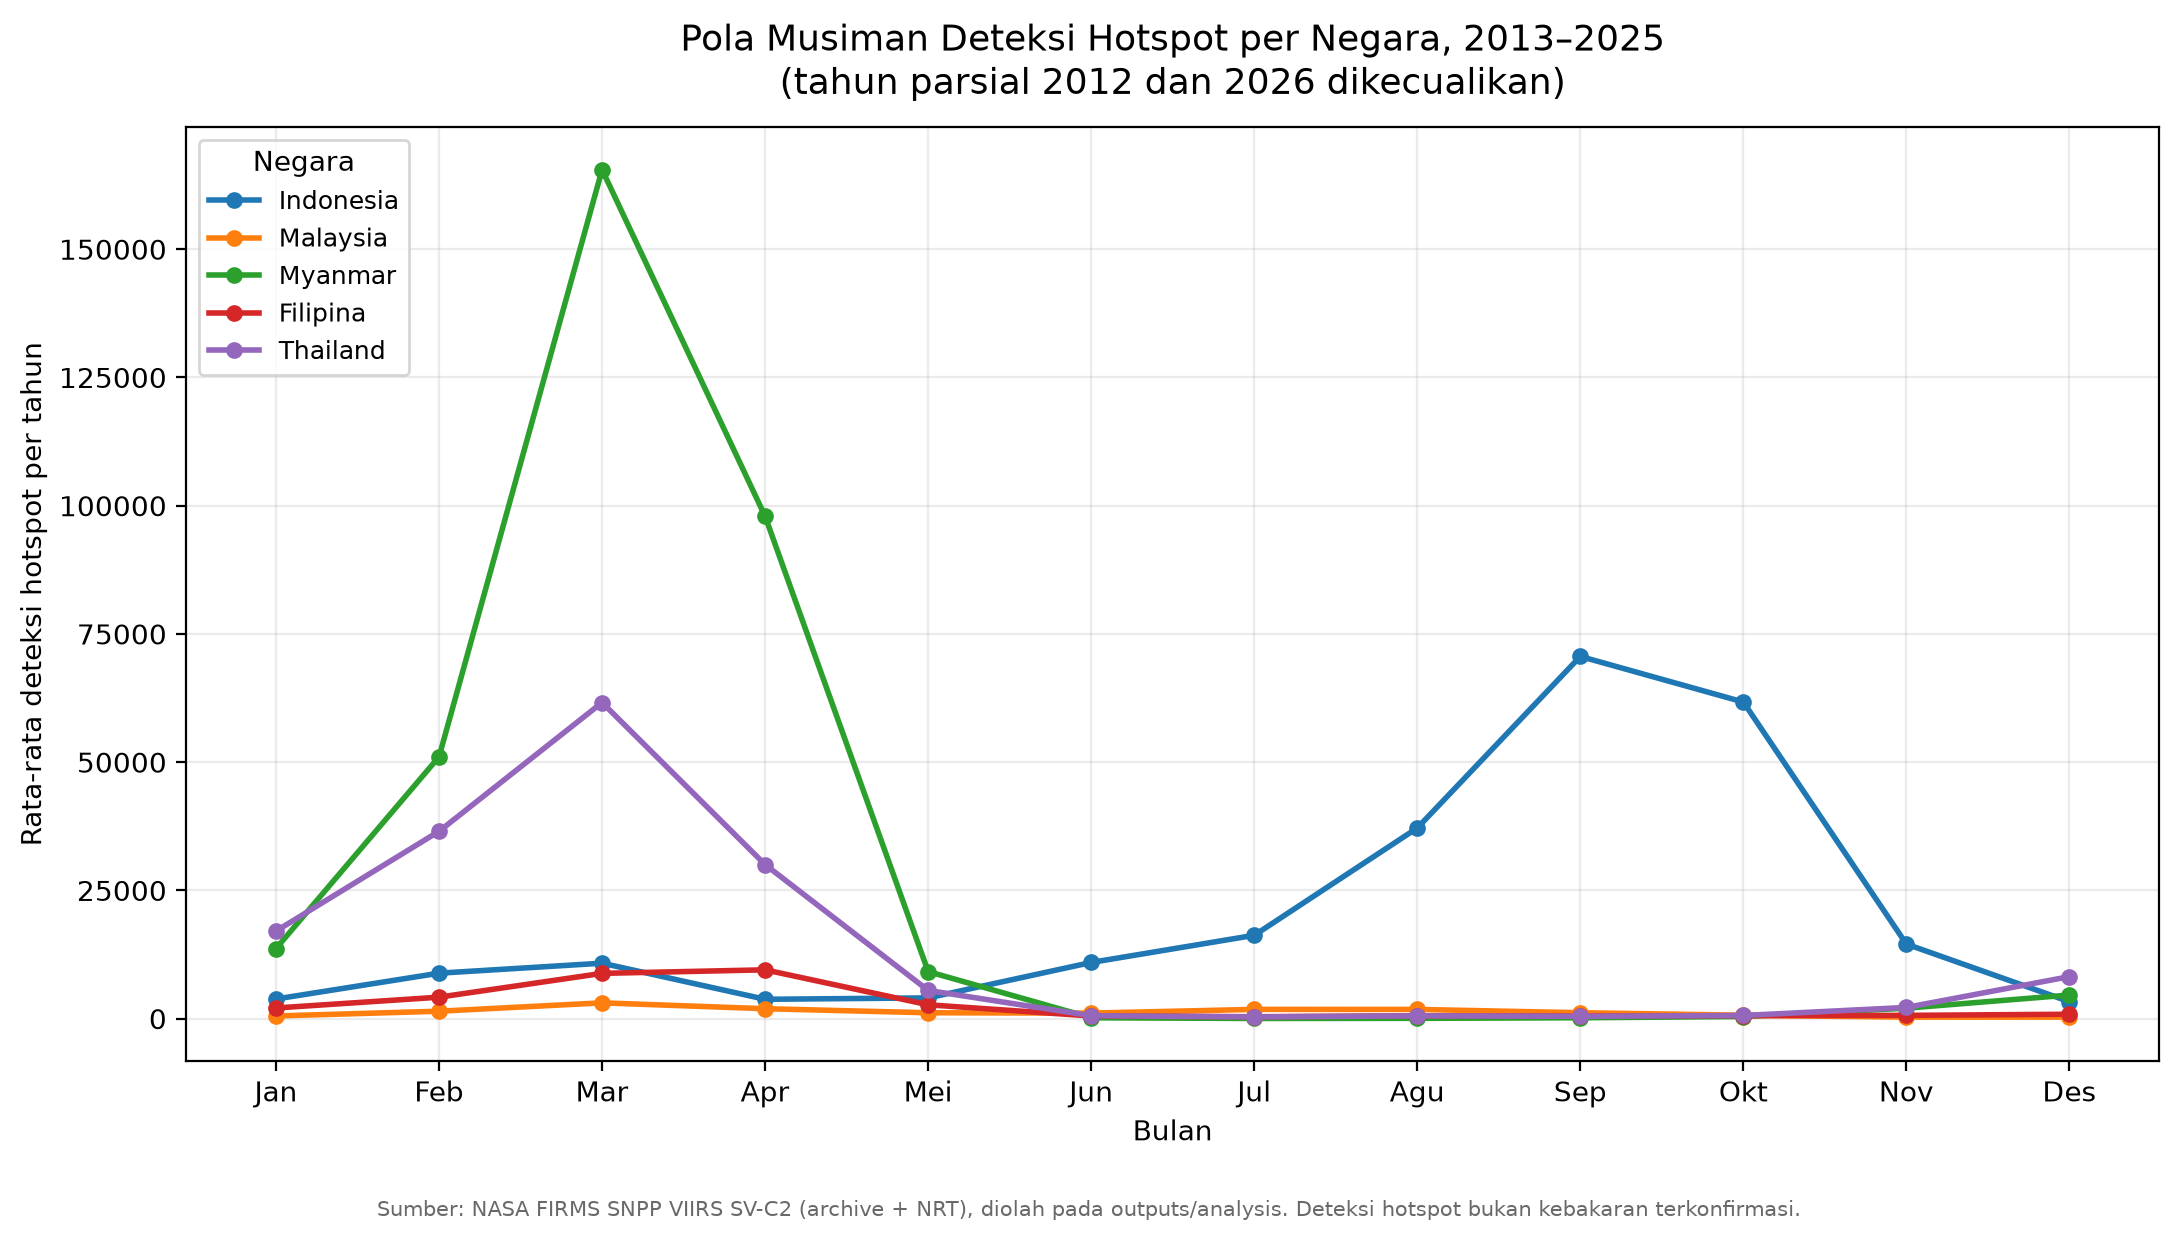 Pola Musiman Deteksi Hotspot per Negara, 2013–2025
(tahun parsial 2012 dan 2026 dikecualikan)
Negara
Indonesia
Malaysia
Myanmar
Filipina
Thailand
Rata-rata deteksi hotspot per tahun
150000
125000
100000
75000
50000
25000
0
Jan Feb Mar Apr Mei Jun Jul Agu Sep Okt Nov Des
Bulan
Sumber: NASA FIRMS SNPP VIIRS SV-C2 (archive + NRT), diolah pada outputs/analysis. Deteksi hotspot bukan kebakaran terkonfirmasi.